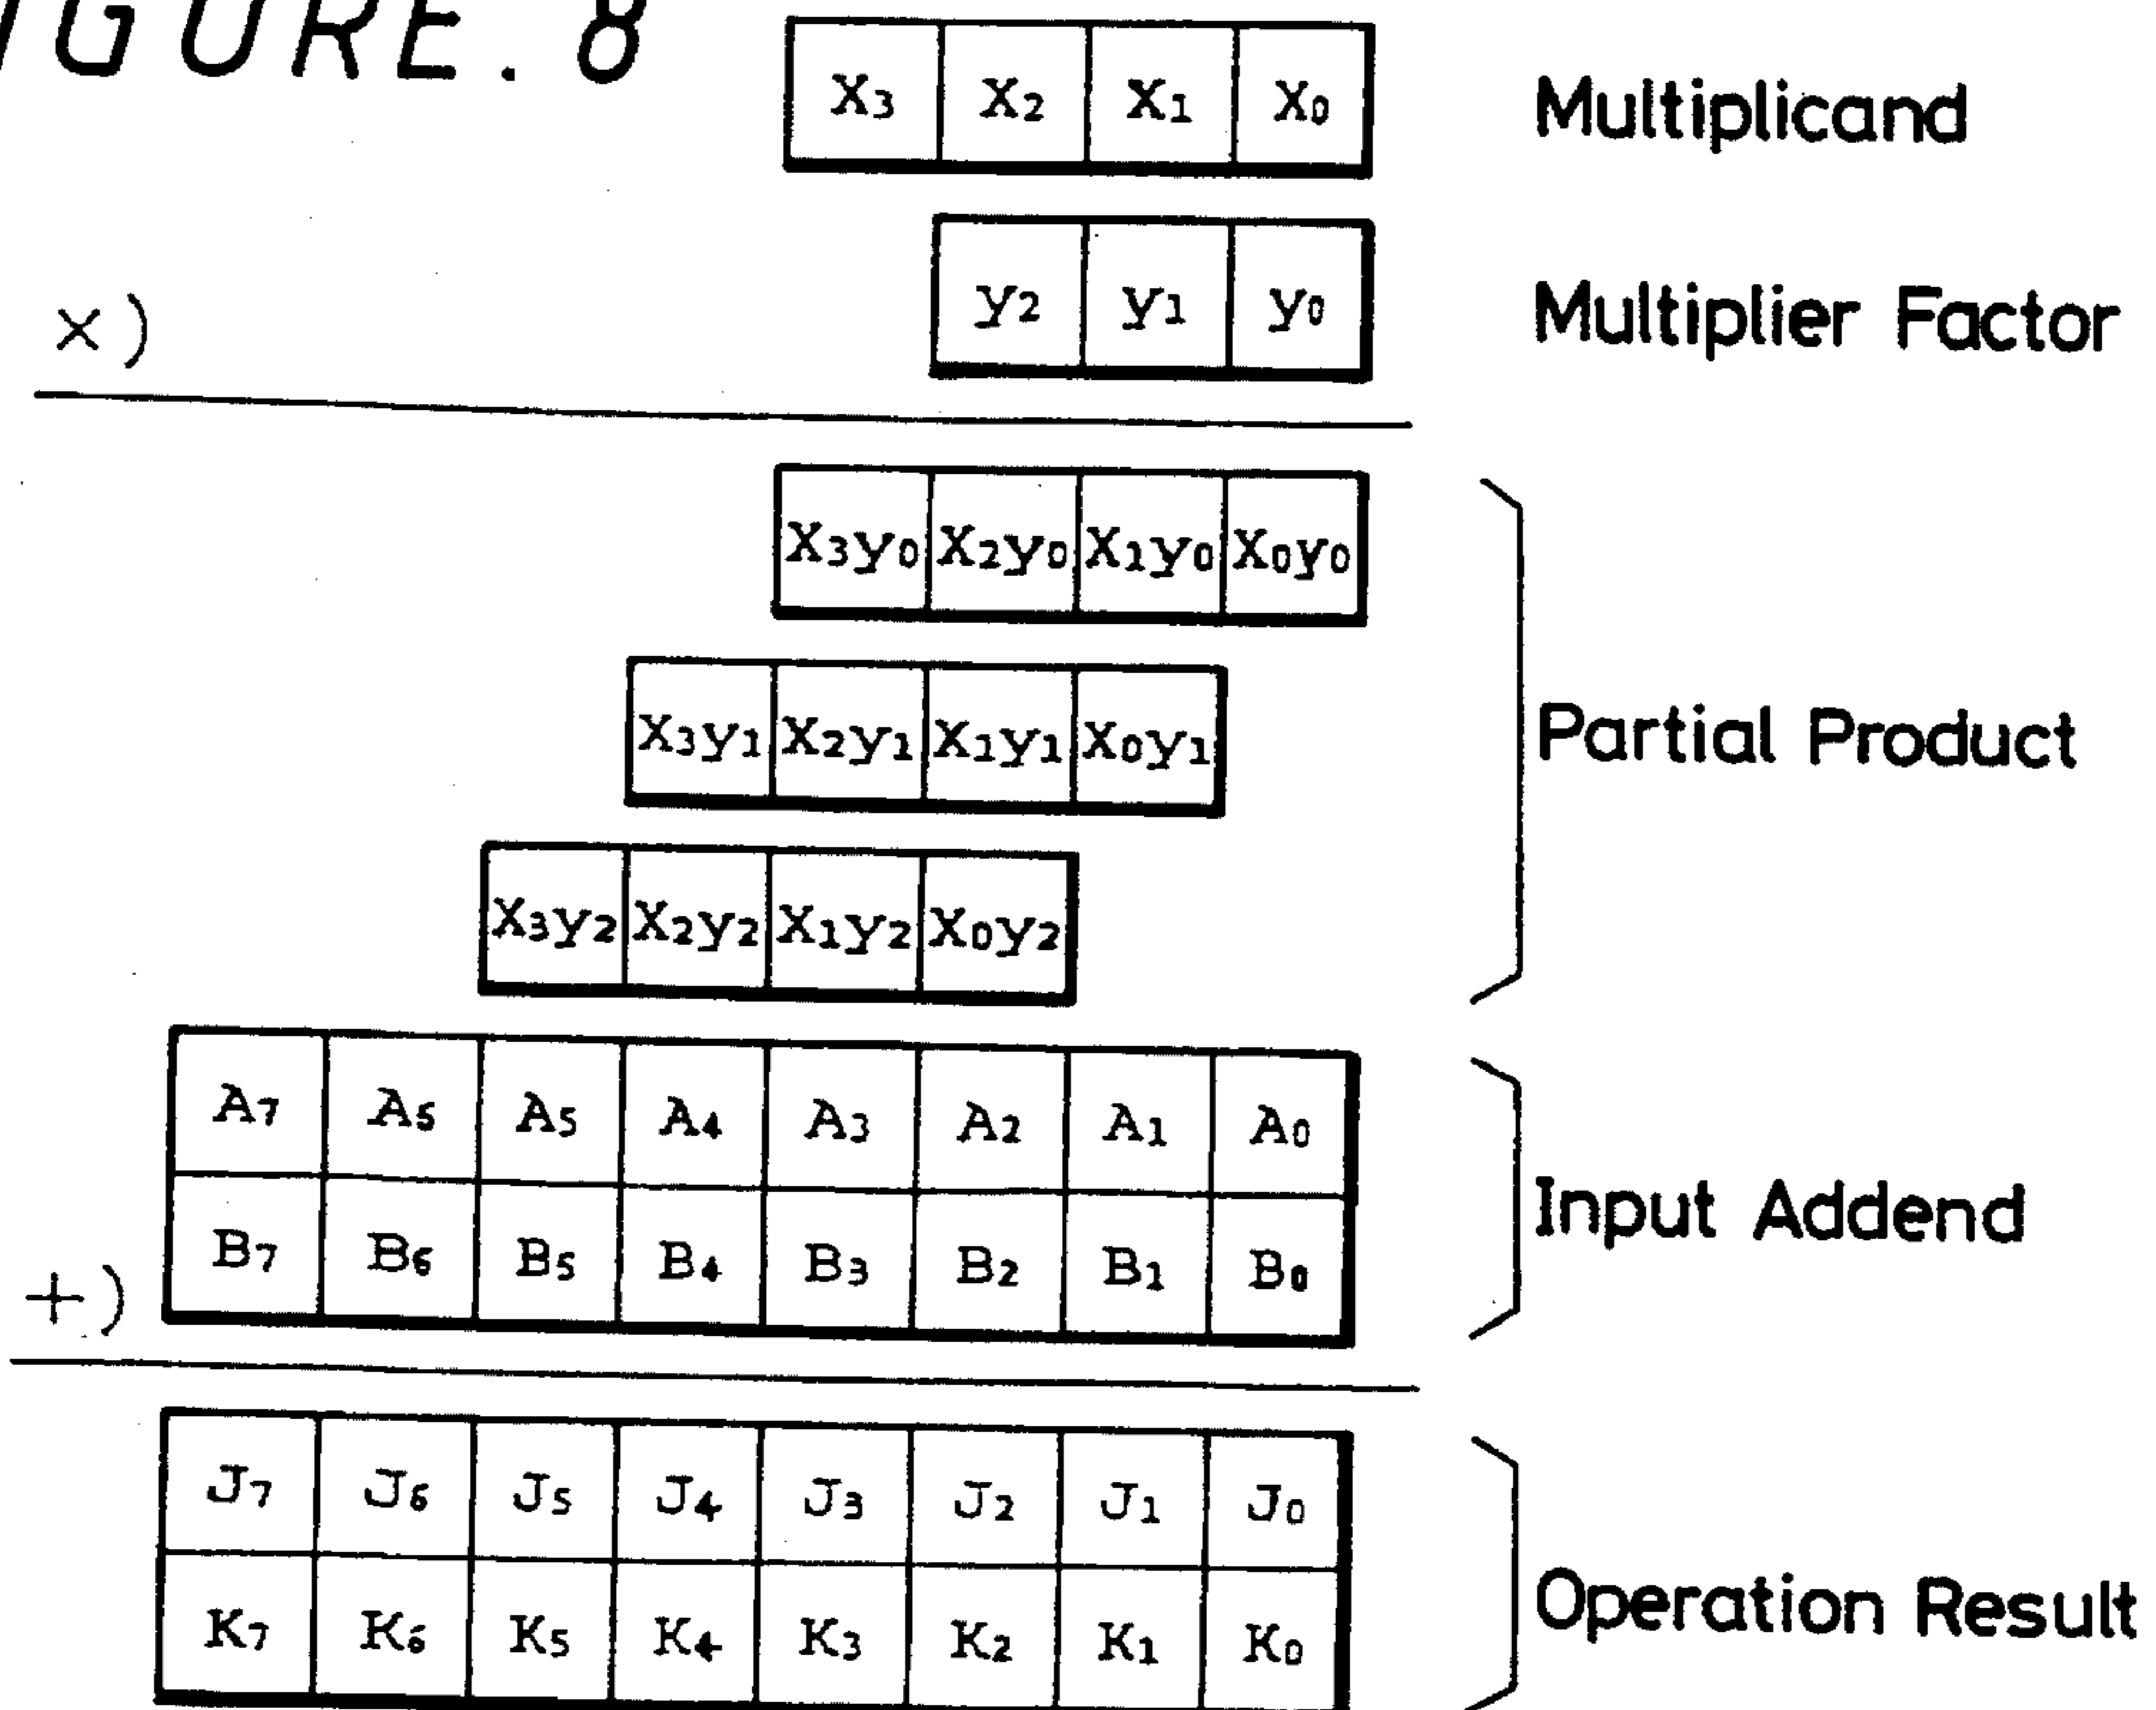 IGURE. 8
X3 X2 X1 X0 Multiplicand
y2 y1 y0 Multiplier Factor
×)
X3y0 X2y0 X1y0 X0y0
X3y1 X2y1 X1y1 X0y1 Partial Product
X3y2 X2y2 X1y2 X0y2
A7 A5 A5 A4 A3 A2 A1 A0
Input Addend
B7 B6 B5 B4 B3 B2 B1 B0
+)
J7 J6 J5 J4 J3 J2 J1 J0
Operation Result
K7 K6 K5 K4 K3 K2 K1 K0